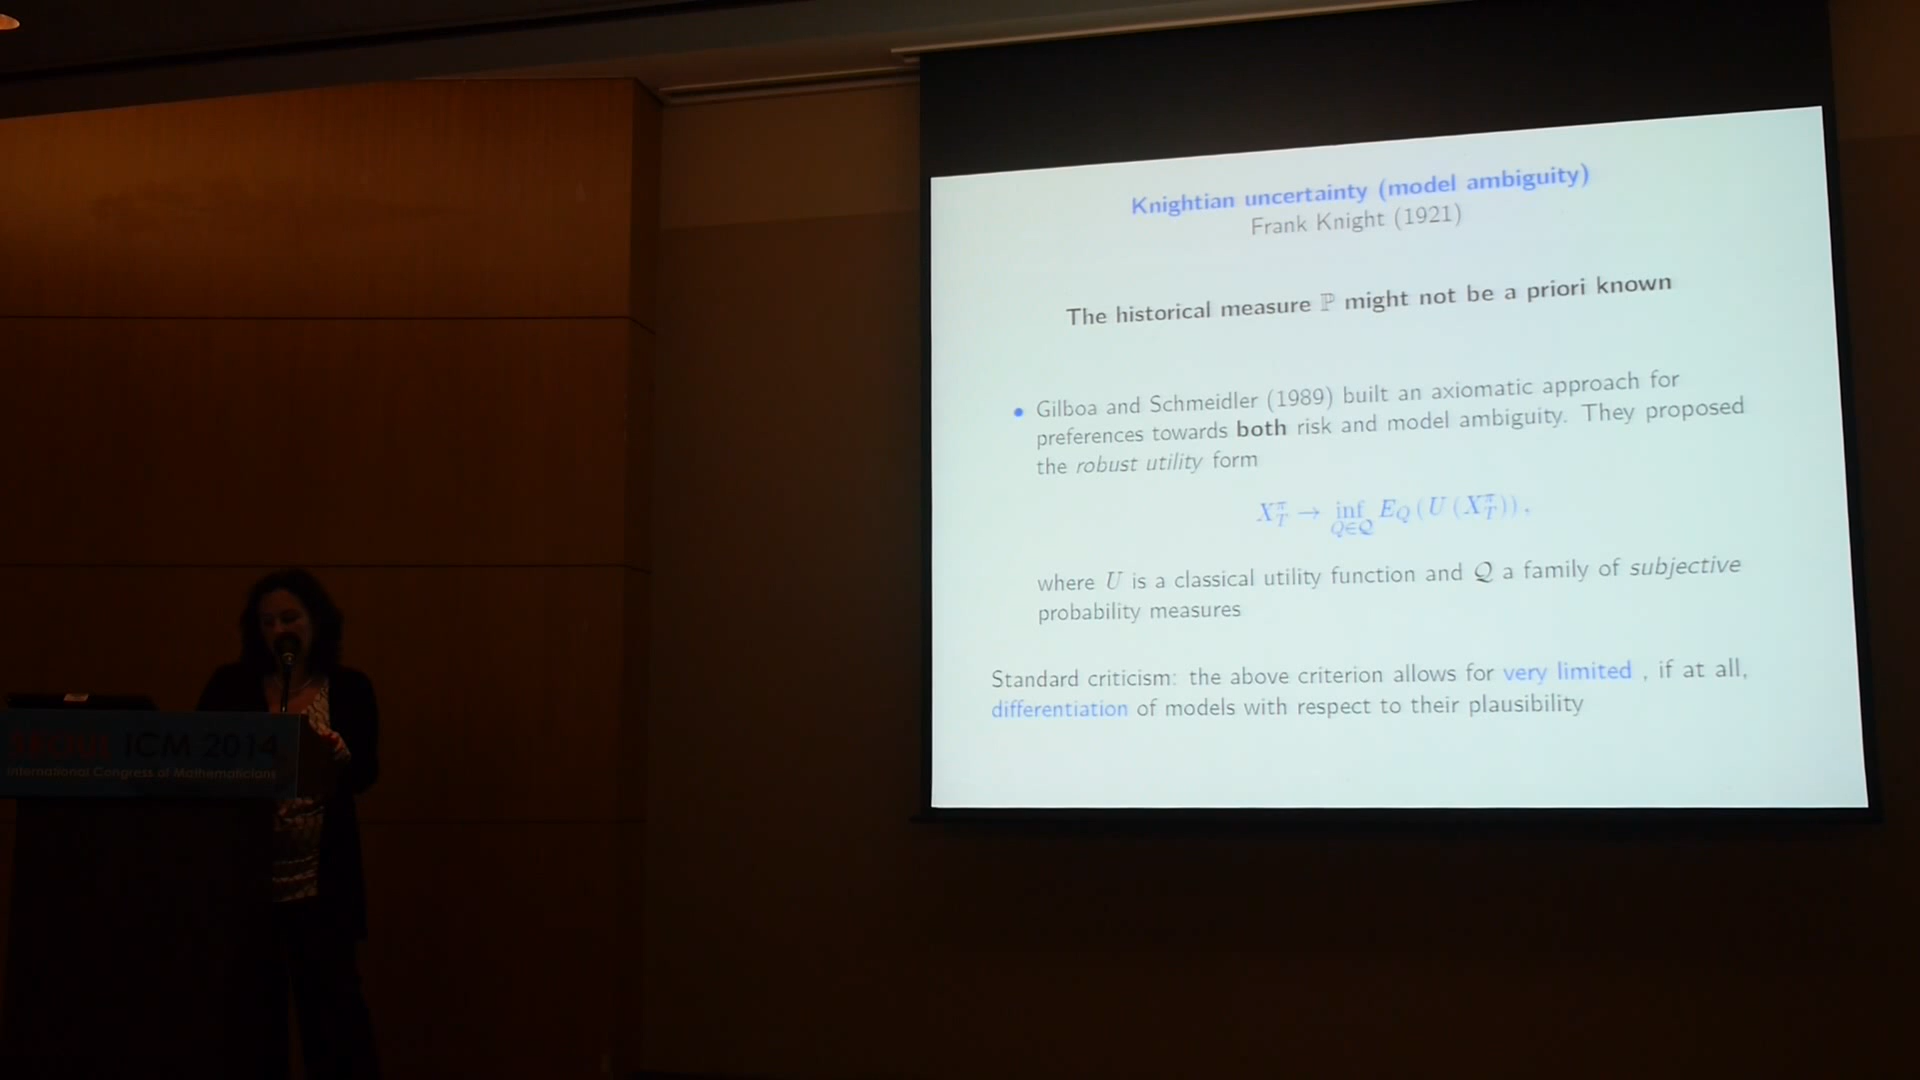 Knightian uncertainty (model ambiguity)
Frank Knight (1921)
The historical measure ℙ might not be a priori known
• Gilboa and Schmeidler (1989) built an axiomatic approach for
preferences towards both risk and model ambiguity. They proposed
the robust utility form
X_T^π → inf_{Q∈𝒬} E_Q (U (X_T^π)) ,
where U is a classical utility function and 𝒬 a family of subjective
probability measures
Standard criticism: the above criterion allows for very limited , if at all,
differentiation of models with respect to their plausibility
SEOUL ICM 2014
International Congress of Mathematicians